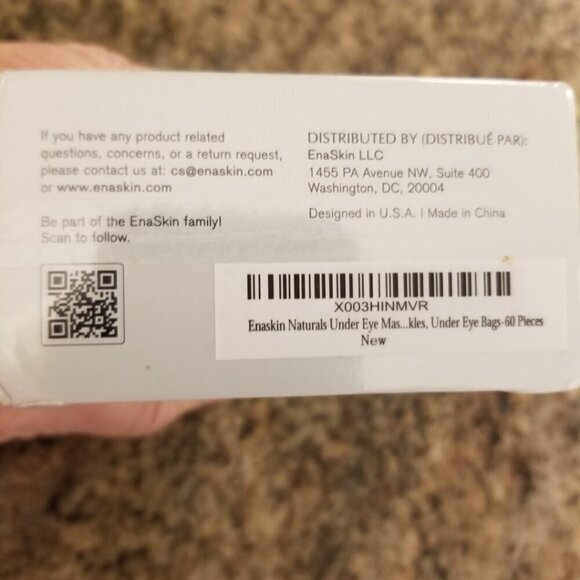 If you have any product related
questions, concerns, or a return request,
please contact us at: cs@enaskin.com
or www.enaskin.com
Be part of the EnaSkin family!
Scan to follow.
DISTRIBUTED BY (DISTRIBUÉ PAR):
EnaSkin LLC
1455 PA Avenue NW, Suite 400
Washington, DC, 20004
Designed in U.S.A. | Made in China
X003HINMVR
Enaskin Naturals Under Eye Mas...kles, Under Eye Bags-60 Pieces
New